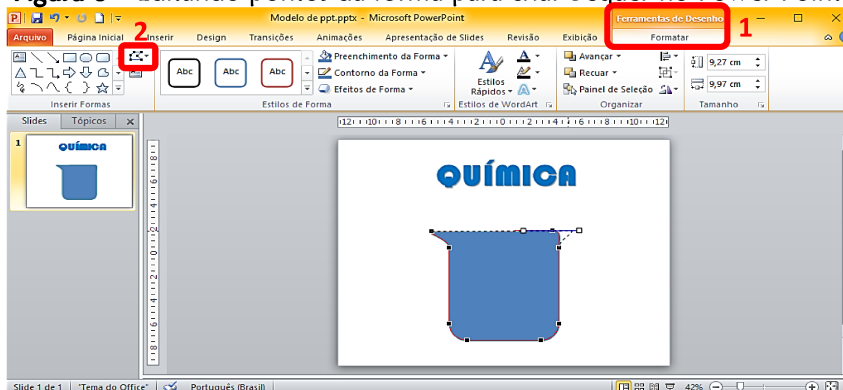 Modelo de ppt.pptx - Microsoft PowerPoint
Ferramentas de Desenho
Arquivo Página Inicial Inserir Design Transições Animações Apresentação de Slides Revisão Exibição Formatar
2
1
Abc Abc Abc
Preenchimento da Forma
Contorno da Forma
Efeitos de Forma
Estilos Rápidos
Avançar
Recuar
Painel de Seleção
9,27 cm
9,97 cm
Inserir Formas Estilos de Forma Estilos de WordArt Organizar Tamanho
Slides Tópicos
1
QUÍMICA
QUÍMICA
Slide 1 de 1 "Tema do Office" Português (Brasil) 42%